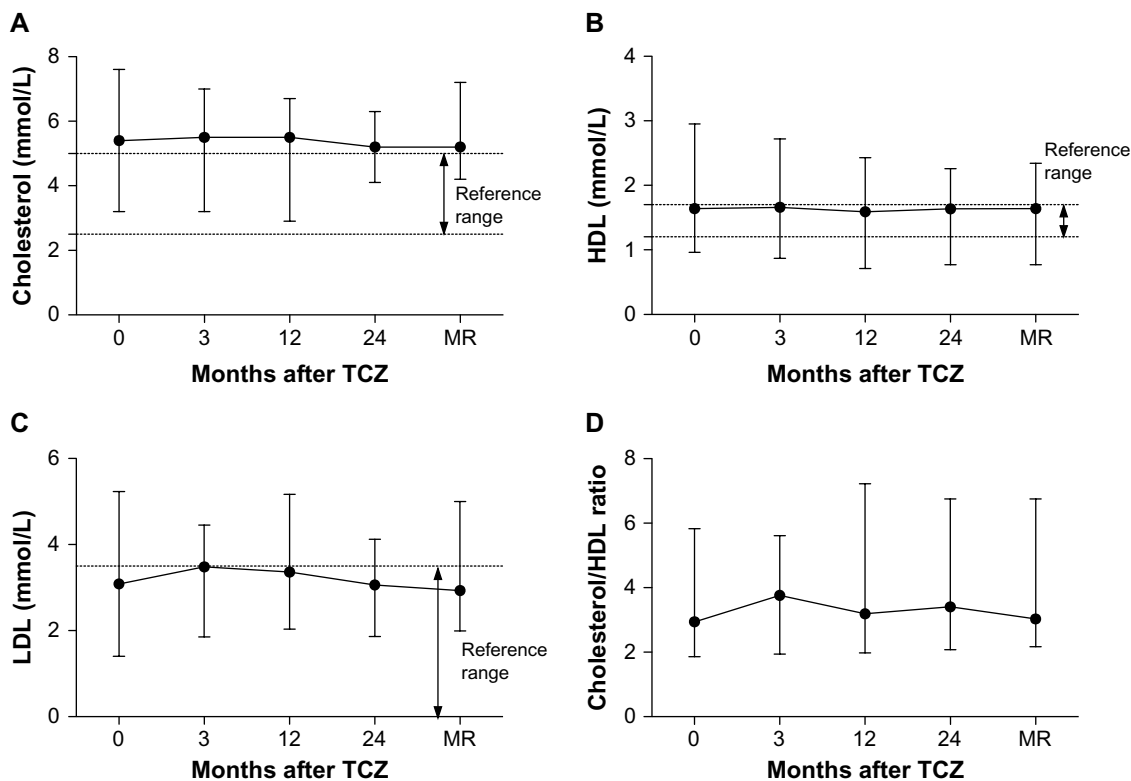 A
Cholesterol (mmol/L)
8
6
4
2
0
Reference
range
0 3 12 24 MR
Months after TCZ
B
HDL (mmol/L)
4
3
2
1
0
Reference
range
0 3 12 24 MR
Months after TCZ
C
LDL (mmol/L)
6
4
2
0
Reference
range
0 3 12 24 MR
Months after TCZ
D
Cholesterol/HDL ratio
8
6
4
2
0
0 3 12 24 MR
Months after TCZ